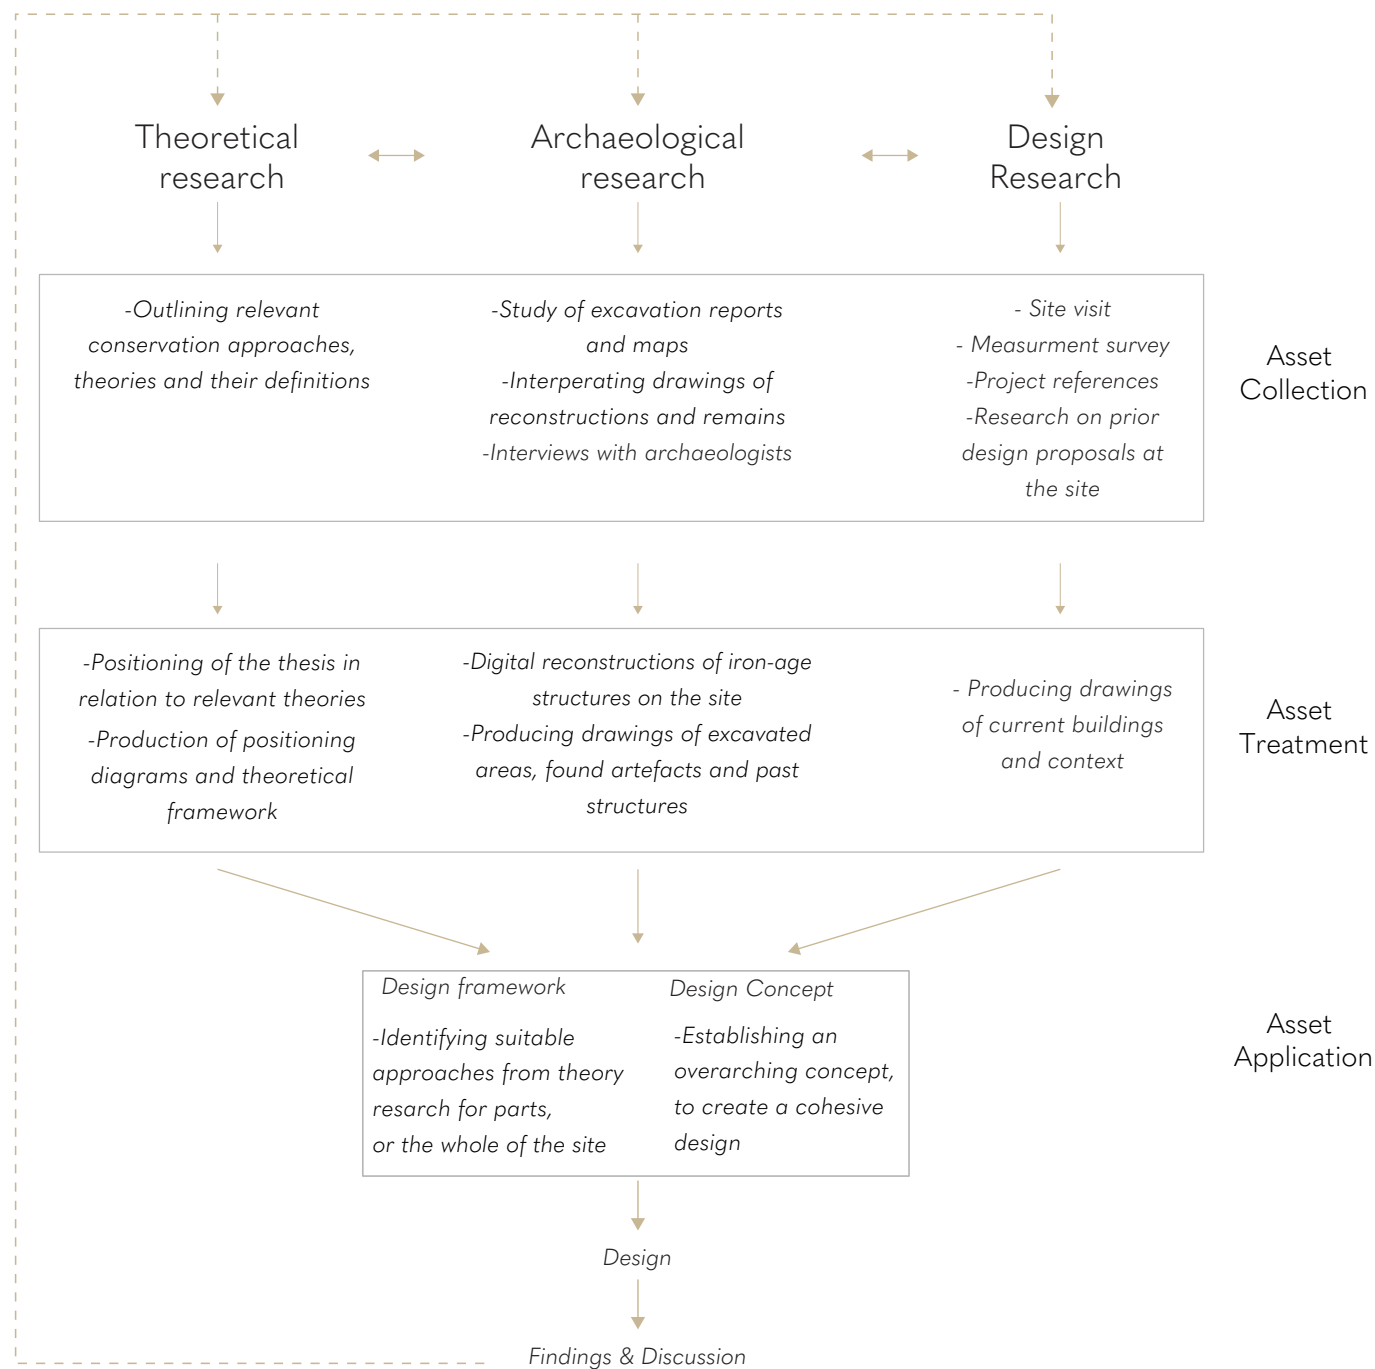 Theoretical
research
Archaeological
research
Design
Research
-Outlining relevant
conservation approaches,
theories and their definitions
-Study of excavation reports
and maps
-Interperating drawings of
reconstructions and remains
-Interviews with archaeologists
- Site visit
- Measurment survey
-Project references
-Research on prior
design proposals at
the site
Asset
Collection
-Positioning of the thesis in
relation to relevant theories
-Production of positioning
diagrams and theoretical
framework
-Digital reconstructions of iron-age
structures on the site
-Producing drawings of excavated
areas, found artefacts and past
structures
- Producing drawings
of current buildings
and context
Asset
Treatment
Design framework
-Identifying suitable
approaches from theory
resarch for parts,
or the whole of the site
Design Concept
-Establishing an
overarching concept,
to create a cohesive
design
Asset
Application
Design
Findings & Discussion